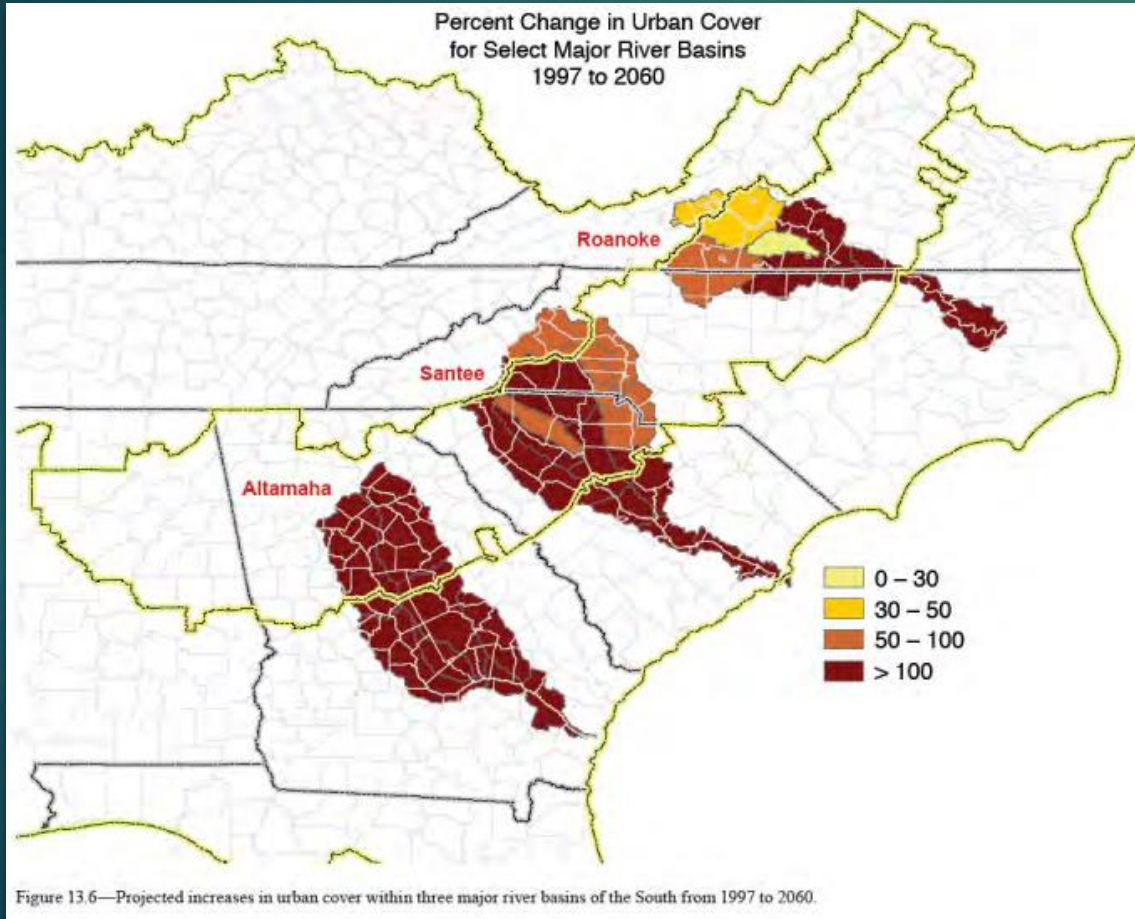 Percent Change in Urban Cover
for Select Major River Basins
1997 to 2060
Roanoke
Santee
Altamaha
0 – 30
30 – 50
50 – 100
> 100
Figure 13.6—Projected increases in urban cover within three major river basins of the South from 1997 to 2060.